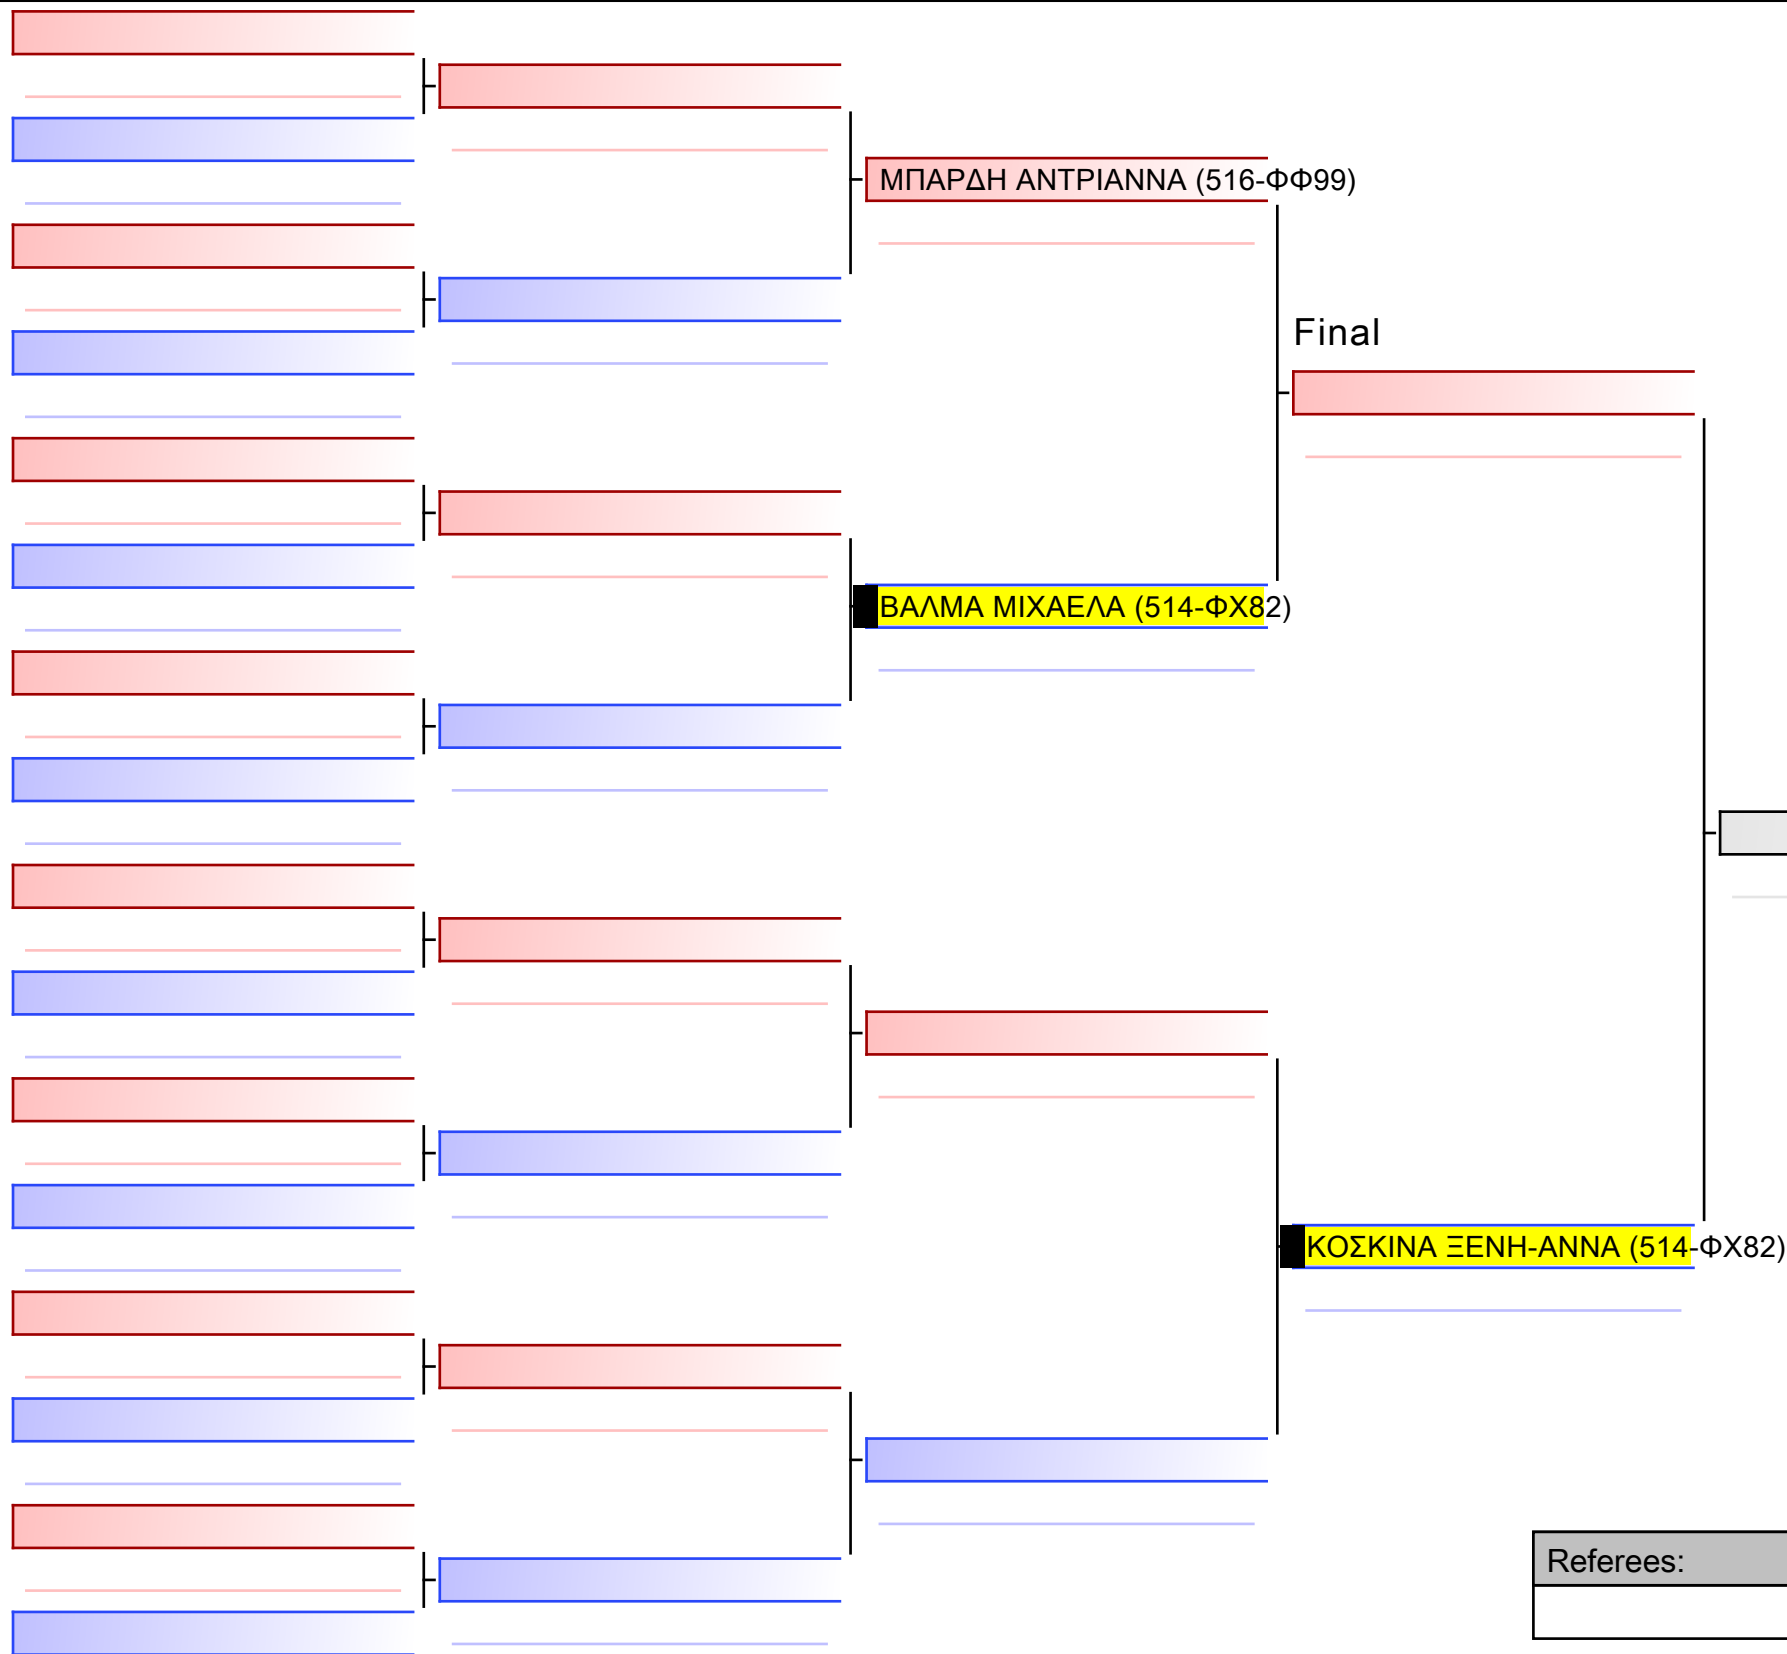 ΜΠΑΡΔΗ ΑΝΤΡΙΑΝΝΑ (516-ΦΦ99)
Final
ΒΑΛΜΑ ΜΙΧΑΕΛΑ (514-ΦΧ82)
ΚΟΣΚΙΝΑ ΞΕΝΗ-ΑΝΝΑ (514-ΦΧ82)
Referees: